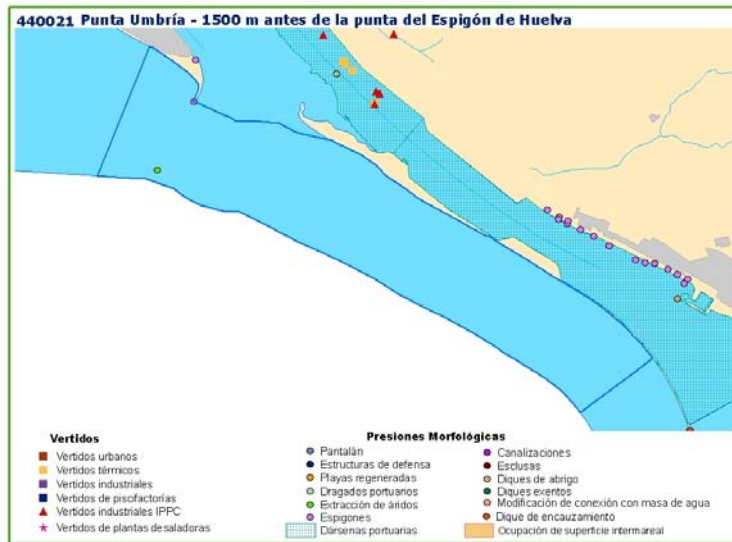 440021 Punta Umbría - 1500 m antes de la punta del Espigón de Huelva
Vertidos
Vertidos urbanos
Vertidos térmicos
Vertidos industriales
Vertidos de piscifactorías
Vertidos industriales IPPC
Vertidos de plantas desaladoras
Presiones Morfológicas
Pantalán
Estructuras de defensa
Playas regeneradas
Dragados portuarios
Extracción de áridos
Espigones
Dársenas portuarias
Canalizaciones
Esclusas
Diques de abrigo
Diques exentos
Modificación de conexión con masa de agua
Dique de encauzamiento
Ocupación de superficie intermareal